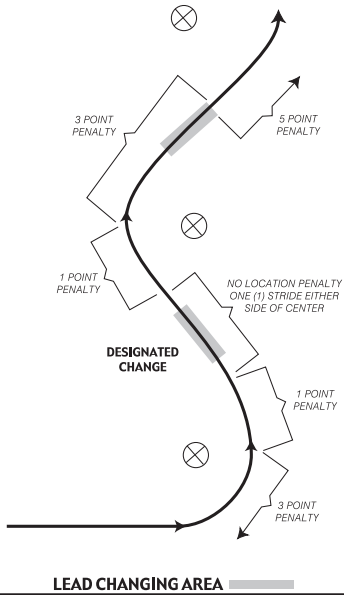 3 POINT
PENALTY
5 POINT
PENALTY
1 POINT
PENALTY
NO LOCATION PENALTY
ONE (1) STRIDE EITHER
SIDE OF CENTER
DESIGNATED
CHANGE
1 POINT
PENALTY
3 POINT
PENALTY
LEAD CHANGING AREA